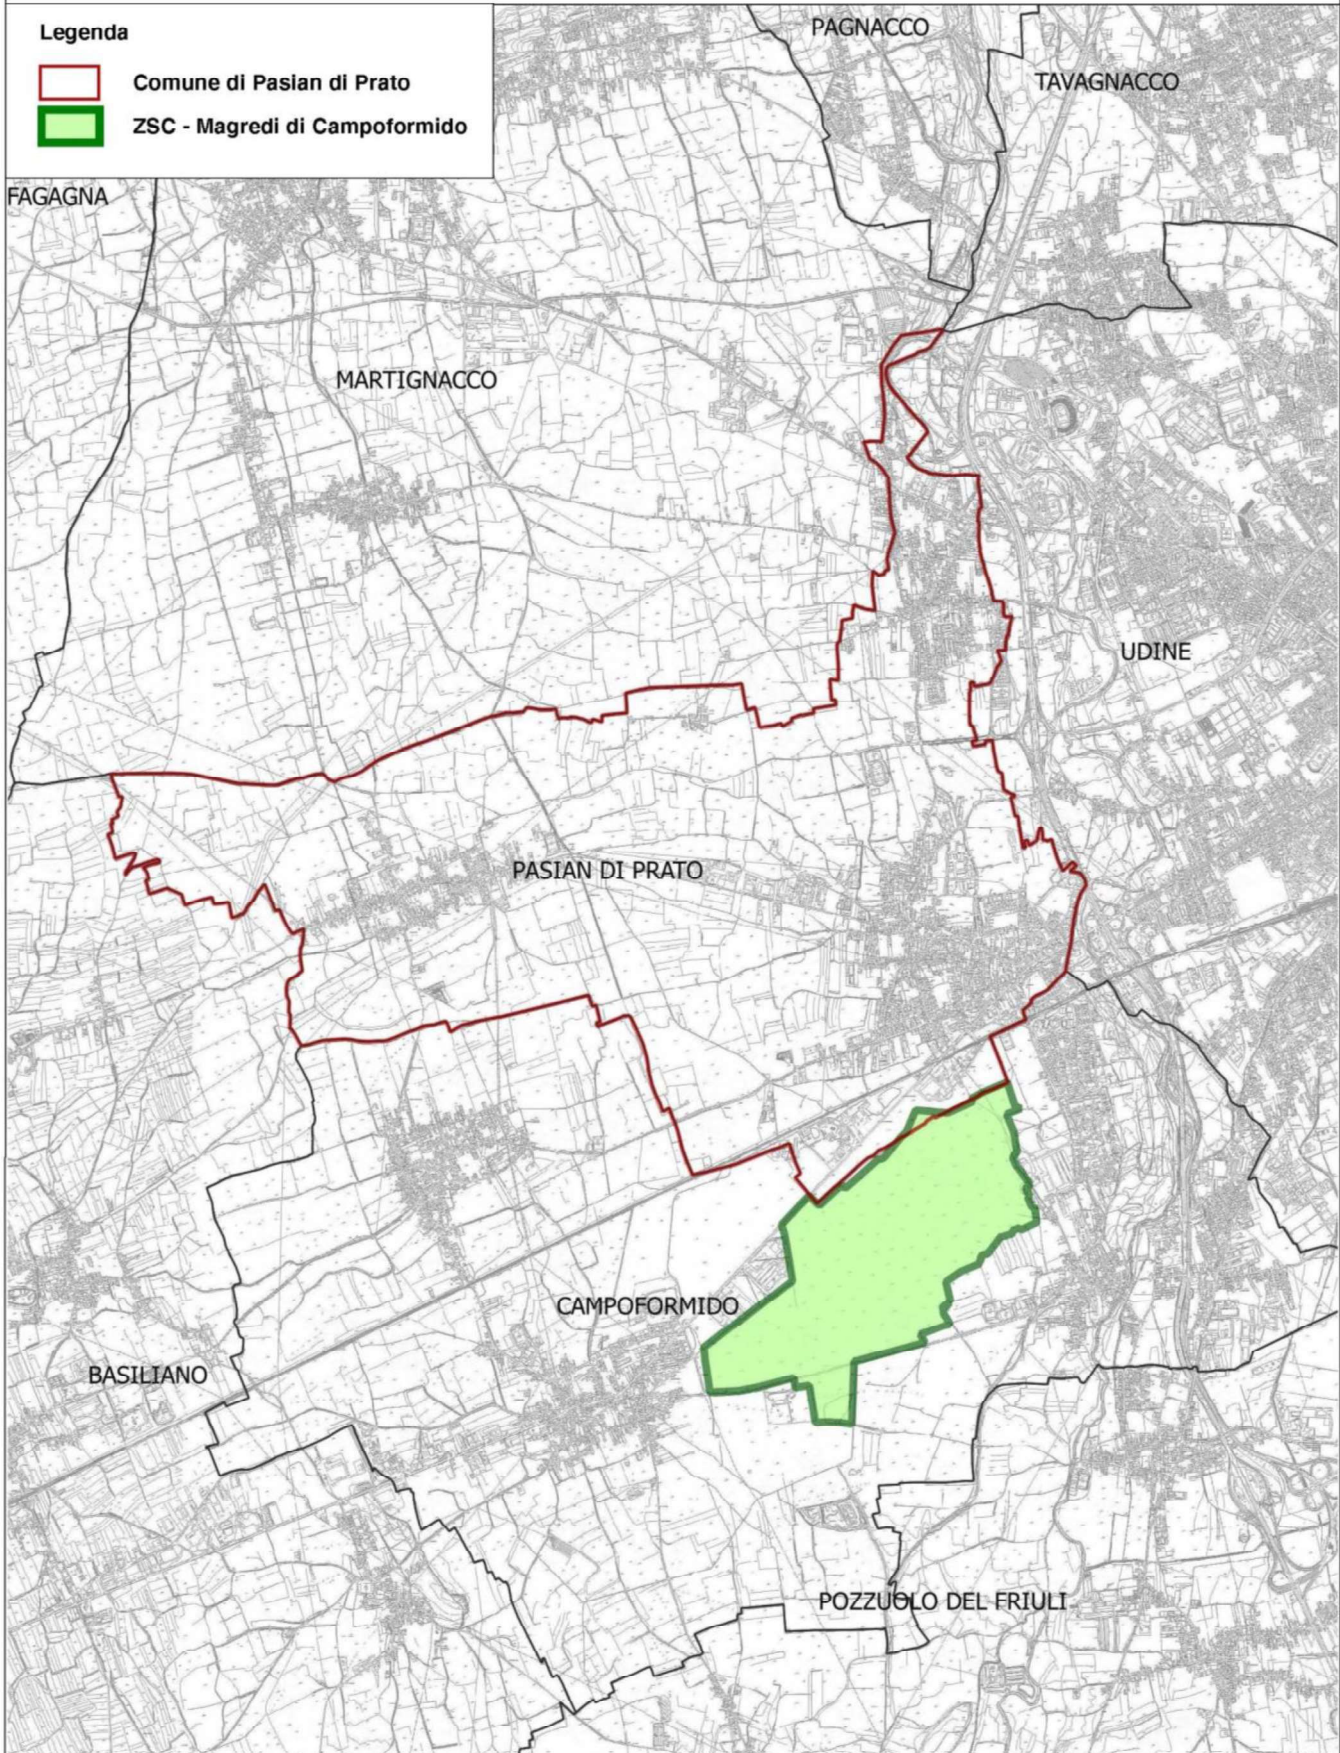 Legenda
Comune di Pasian di Prato
ZSC - Magredi di Campoformido
PAGNACCO
TAVAGNACCO
FAGAGNA
MARTIGNACCO
UDINE
PASIAN DI PRATO
CAMPOFORMIDO
BASILIANO
POZZUOLO DEL FRIULI